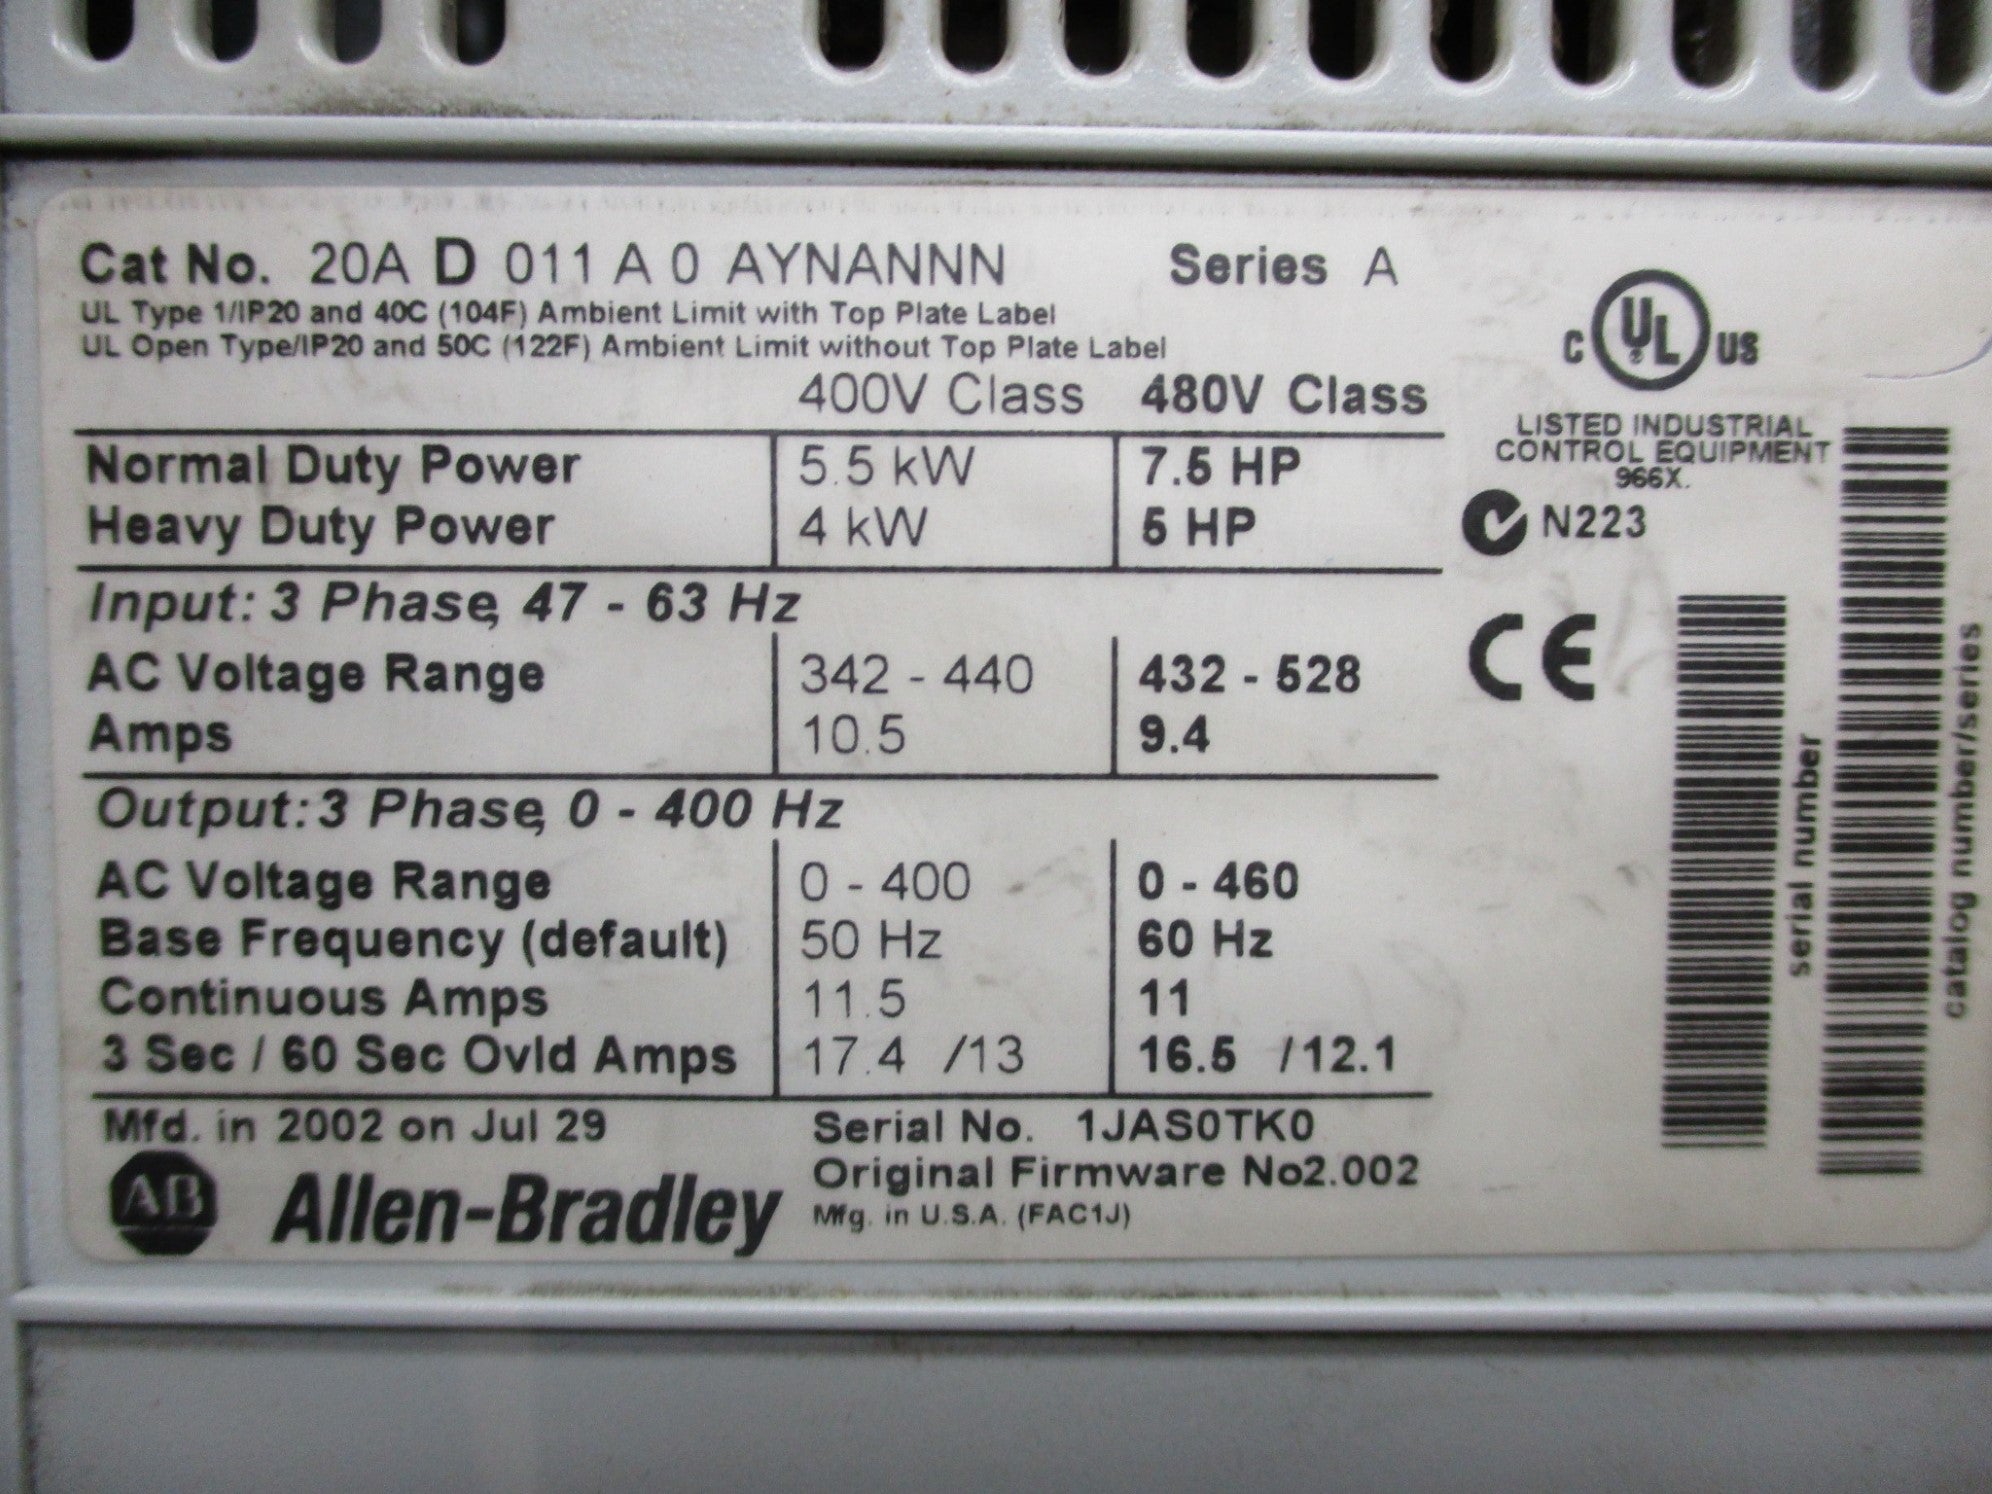 Cat No. 20A D 011 A 0 AYNANNN Series A
UL Type 1/IP20 and 40C (104F) Ambient Limit with Top Plate Label
UL Open Type/IP20 and 50C (122F) Ambient Limit without Top Plate Label
400V Class 480V Class
Normal Duty Power 5.5 kW 7.5 HP
Heavy Duty Power 4 kW 5 HP
Input: 3 Phase, 47 - 63 Hz
AC Voltage Range 342 - 440 432 - 528
Amps 10.5 9.4
Output: 3 Phase, 0 - 400 Hz
AC Voltage Range 0 - 400 0 - 460
Base Frequency (default) 50 Hz 60 Hz
Continuous Amps 11.5 11
3 Sec / 60 Sec Ovld Amps 17.4 /13 16.5 /12.1
Mfd. in 2002 on Jul 29 Serial No. 1JAS0TK0
Original Firmware No2.002
AB Allen-Bradley Mfg. in U.S.A. (FAC1J)
C UL US
LISTED INDUSTRIAL
CONTROL EQUIPMENT
966X.
N223
CE
serial number
catalog number/series